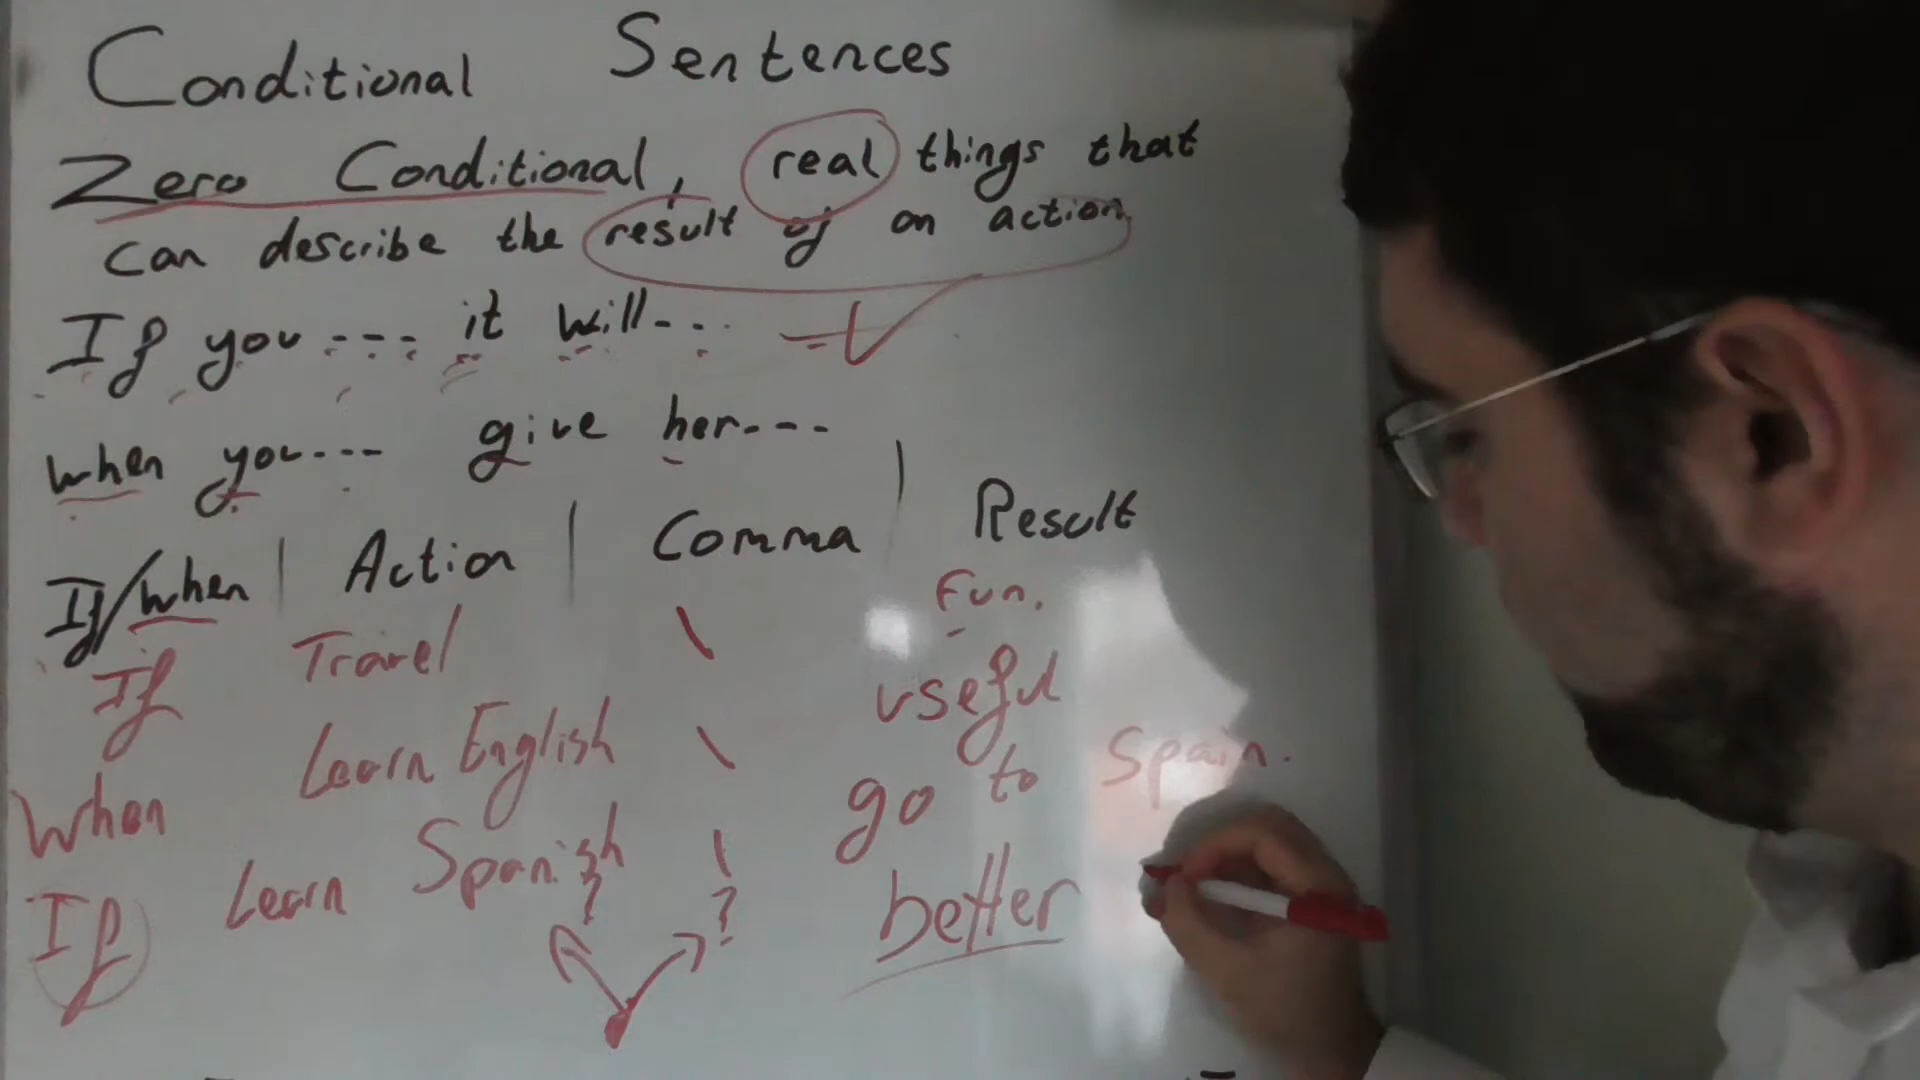 Conditional Sentences
Zero Conditional, real things that
can describe the result of an action
If you --- it will---
when you--- give her---
If/when | Action | Comma | Result
If Travel \ Fun.
When Learn English \ useful
If Learn Spanish \ go to Spain.
? ? better